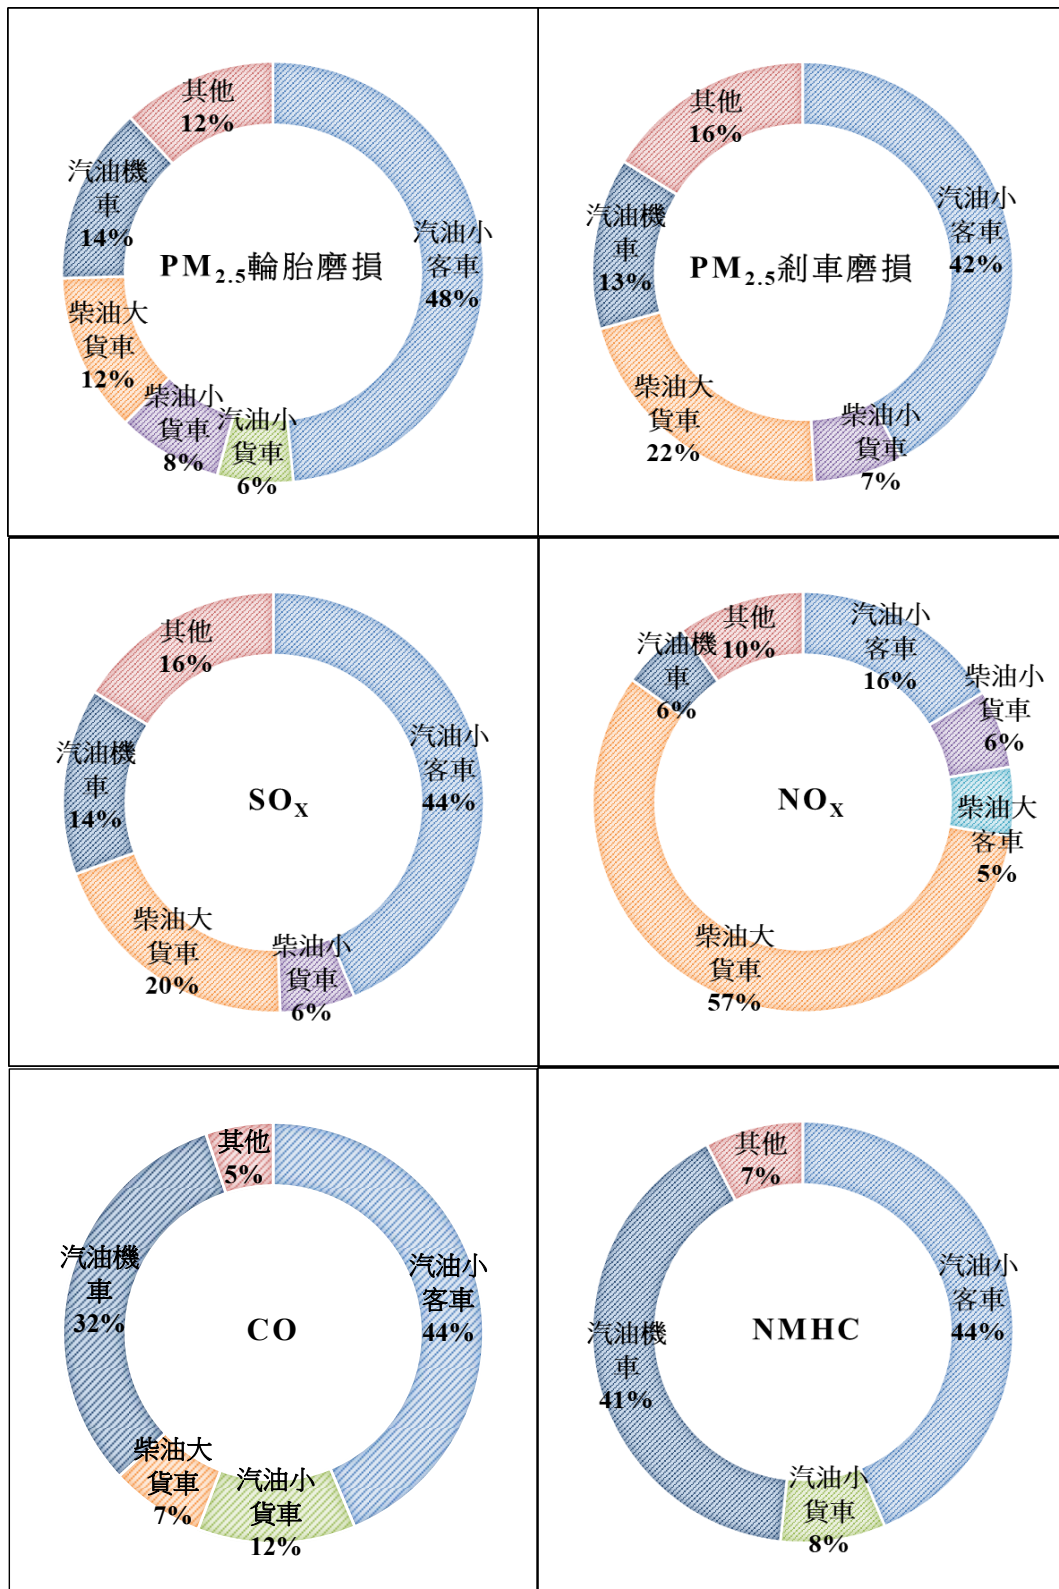 其他
12%
汽油小
客車
48%
汽油小
貨車
6%
柴油小
貨車
8%
柴油大
貨車
12%
汽油機
車
14%
PM2.5輪胎磨損
其他
16%
汽油小
客車
42%
柴油小
貨車
7%
柴油大
貨車
22%
汽油機
車
13%
PM2.5剎車磨損
其他
16%
汽油小
客車
44%
柴油小
貨車
6%
柴油大
貨車
20%
汽油機
車
14%
SOX
其他
10%
汽油小
客車
16%
柴油小
貨車
6%
柴油大
客車
5%
柴油大
貨車
57%
汽油機
車
6%
NOX
其他
5%
汽油小
客車
44%
汽油小
貨車
12%
柴油大
貨車
7%
汽油機
車
32%
CO
其他
7%
汽油小
客車
44%
汽油小
貨車
8%
汽油機
車
41%
NMHC